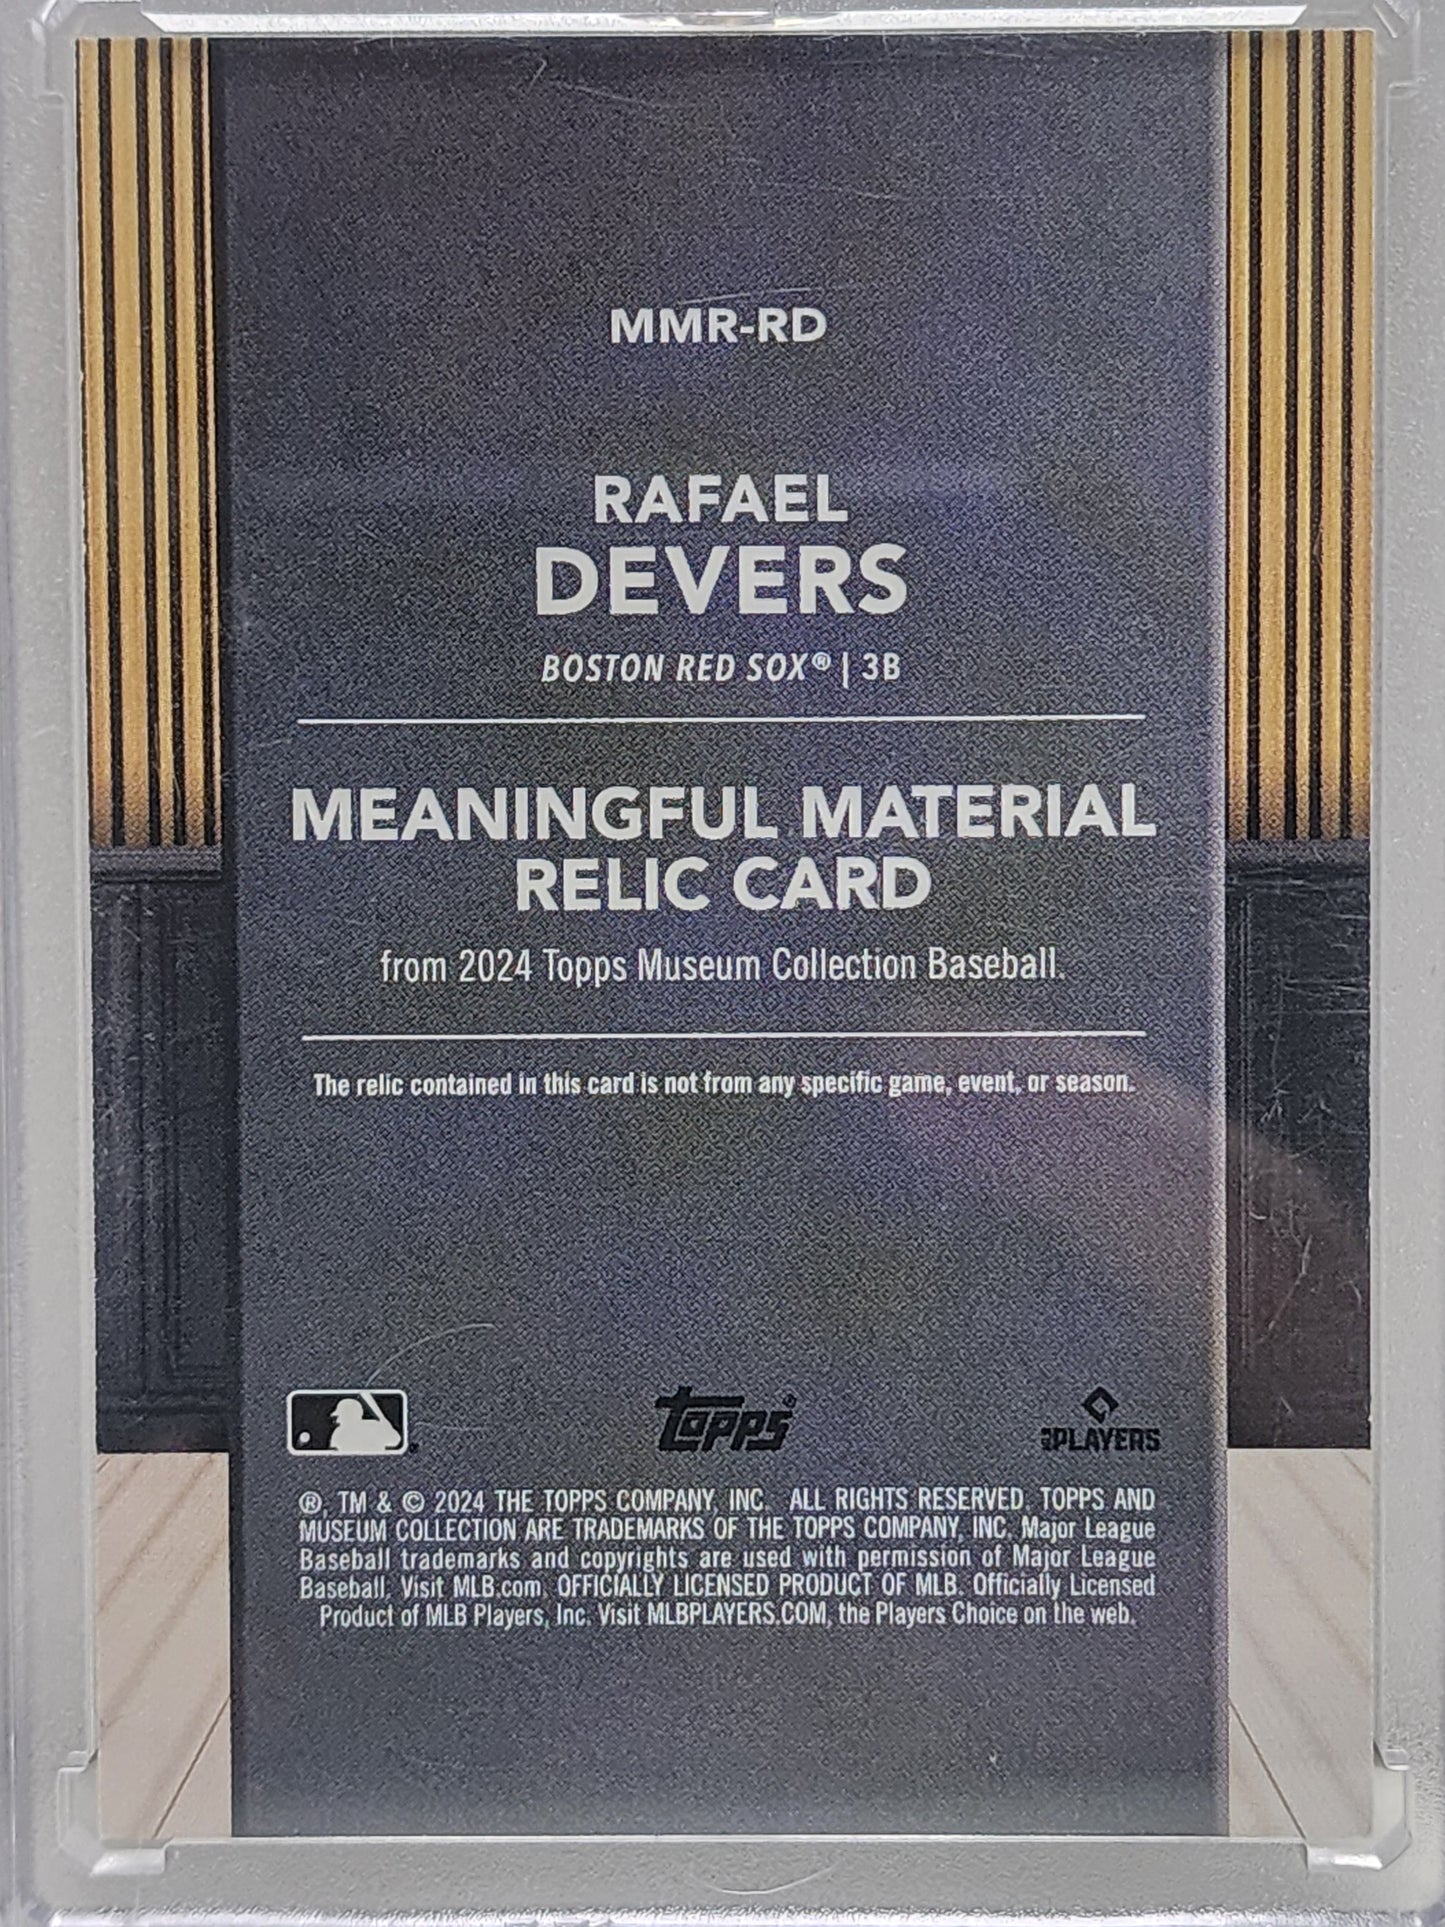 MMR-RD
RAFAEL
DEVERS
BOSTON RED SOX® | 3B
MEANINGFUL MATERIAL
RELIC CARD
from 2024 Topps Museum Collection Baseball.
The relic contained in this card is not from any specific game, event, or season.
Topps®
MLB PLAYERS
®, TM & © 2024 THE TOPPS COMPANY, INC. ALL RIGHTS RESERVED. TOPPS AND
MUSEUM COLLECTION ARE TRADEMARKS OF THE TOPPS COMPANY, INC. Major League
Baseball trademarks and copyrights are used with permission of Major League
Baseball. Visit MLB.com. OFFICIALLY LICENSED PRODUCT OF MLB. Officially Licensed
Product of MLB Players, Inc. Visit MLBPLAYERS.COM, the Players Choice on the web.